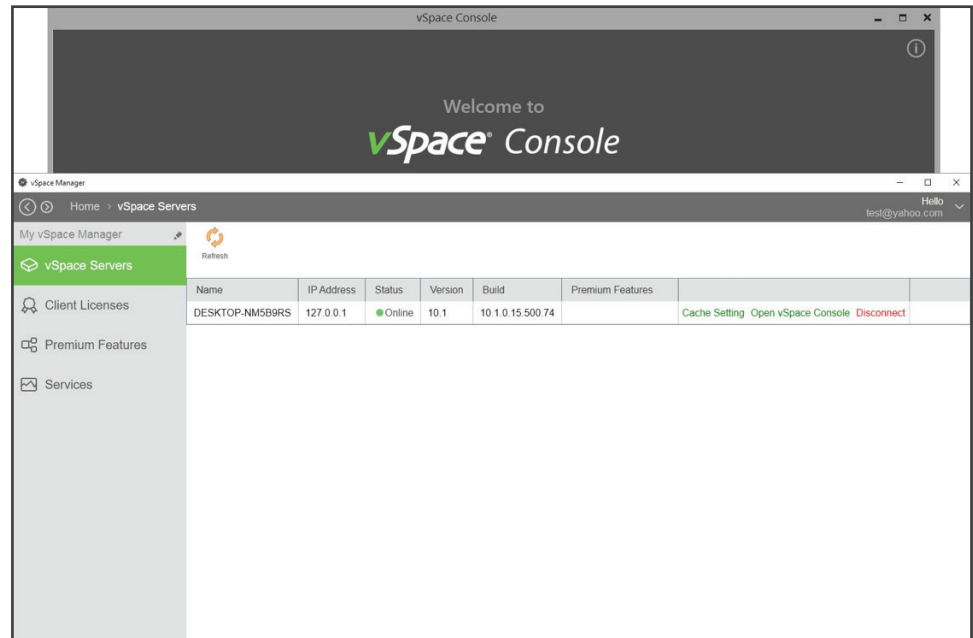 vSpace Console
Welcome to
vSpace® Console
vSpace Manager
Home > vSpace Servers
Hello
test@yahoo.com
My vSpace Manager
Refresh
vSpace Servers
Client Licenses
Premium Features
Services
Name IP Address Status Version Build Premium Features
DESKTOP-NM5B9RS 127.0.0.1 Online 10.1 10.1.0.15.500.74 Cache Setting Open vSpace Console Disconnect